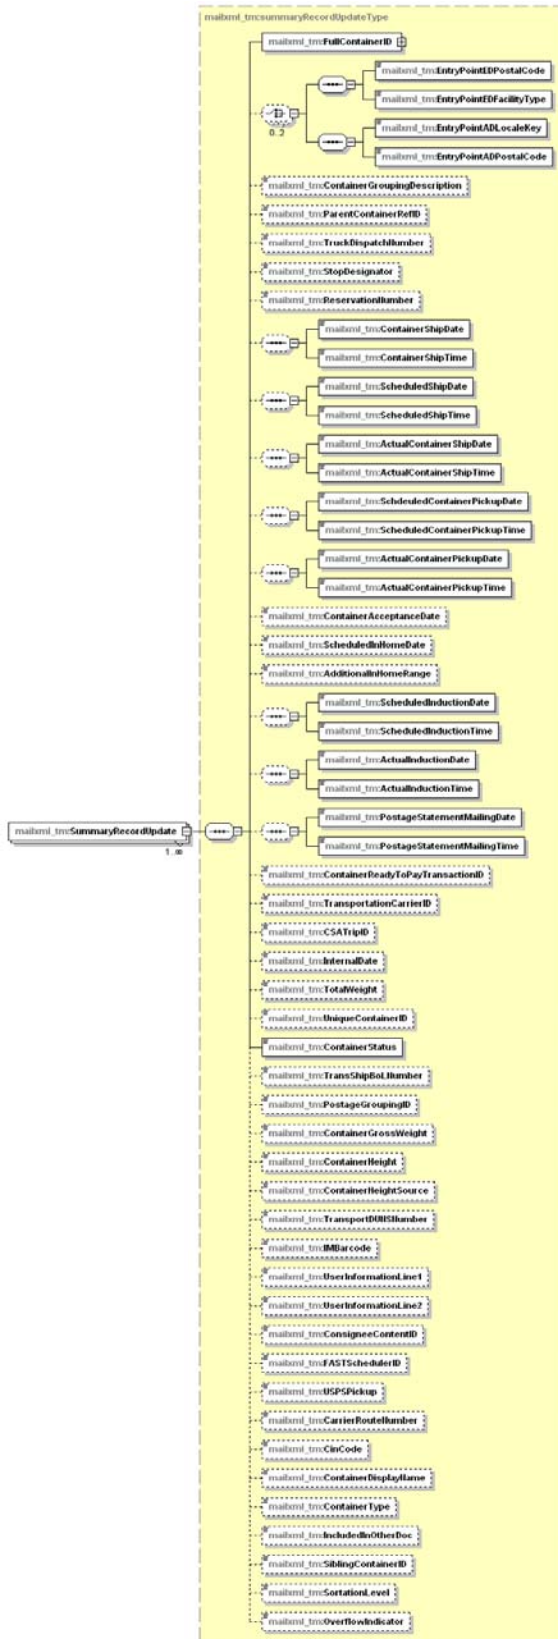 mailxml_tm:summaryRecordUpdateType
mailxml_tm:FullContainerID
mailxml_tm:EntryPointEDPostalCode
mailxml_tm:EntryPointEDFacilityType
0..2
mailxml_tm:EntryPointADLocaleKey
mailxml_tm:EntryPointADPostalCode
mailxml_tm:ContainerGroupingDescription
mailxml_tm:ParentContainerRefID
mailxml_tm:TruckDispatchNumber
mailxml_tm:StopDesignator
mailxml_tm:ReservationNumber
mailxml_tm:ContainerShipDate
mailxml_tm:ContainerShipTime
mailxml_tm:ScheduledShipDate
mailxml_tm:ScheduledShipTime
mailxml_tm:ActualContainerShipDate
mailxml_tm:ActualContainerShipTime
mailxml_tm:SchdeuledContainerPickupDate
mailxml_tm:ScheduledContainerPickupTime
mailxml_tm:ActualContainerPickupDate
mailxml_tm:ActualContainerPickupTime
mailxml_tm:ContainerAcceptanceDate
mailxml_tm:ScheduledInHomeDate
mailxml_tm:AdditionalInHomeRange
mailxml_tm:ScheduledInductionDate
mailxml_tm:ScheduledInductionTime
mailxml_tm:ActualInductionDate
mailxml_tm:ActualInductionTime
mailxml_tm:SummaryRecordUpdate
1..∞
mailxml_tm:PostageStatementMailingDate
mailxml_tm:PostageStatementMailingTime
mailxml_tm:ContainerReadyToPayTransactionID
mailxml_tm:TransportationCarrierID
mailxml_tm:CSATripID
mailxml_tm:InternalDate
mailxml_tm:TotalWeight
mailxml_tm:UniqueContainerID
mailxml_tm:ContainerStatus
mailxml_tm:TransShipBoLNumber
mailxml_tm:PostageGroupingID
mailxml_tm:ContainerGrossWeight
mailxml_tm:ContainerHeight
mailxml_tm:ContainerHeightSource
mailxml_tm:TransportDUNSNumber
mailxml_tm:IMBarcode
mailxml_tm:UserInformationLine1
mailxml_tm:UserInformationLine2
mailxml_tm:ConsigneeContentID
mailxml_tm:FASTSchedulerID
mailxml_tm:USPSPickup
mailxml_tm:CarrierRouteNumber
mailxml_tm:CinCode
mailxml_tm:ContainerDisplayName
mailxml_tm:ContainerType
mailxml_tm:IncludedInOtherDoc
mailxml_tm:SiblingContainerID
mailxml_tm:SortationLevel
mailxml_tm:OverflowIndicator